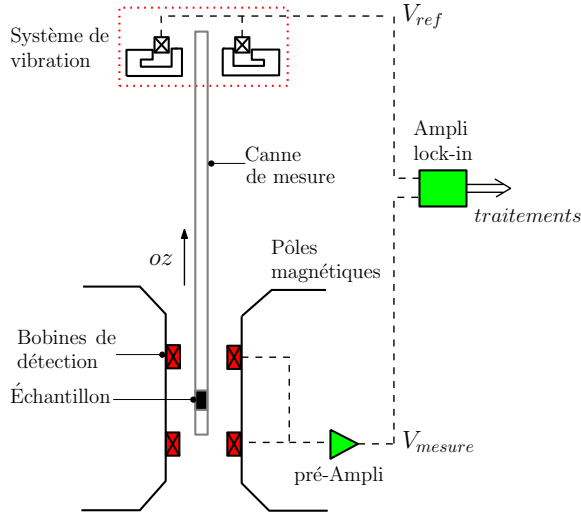 Système de
vibration
V_ref
Ampli
lock-in
Canne
de mesure
traitements
oz
Pôles
magnétiques
Bobines de
détection
Échantillon
V_mesure
pré-Ampli